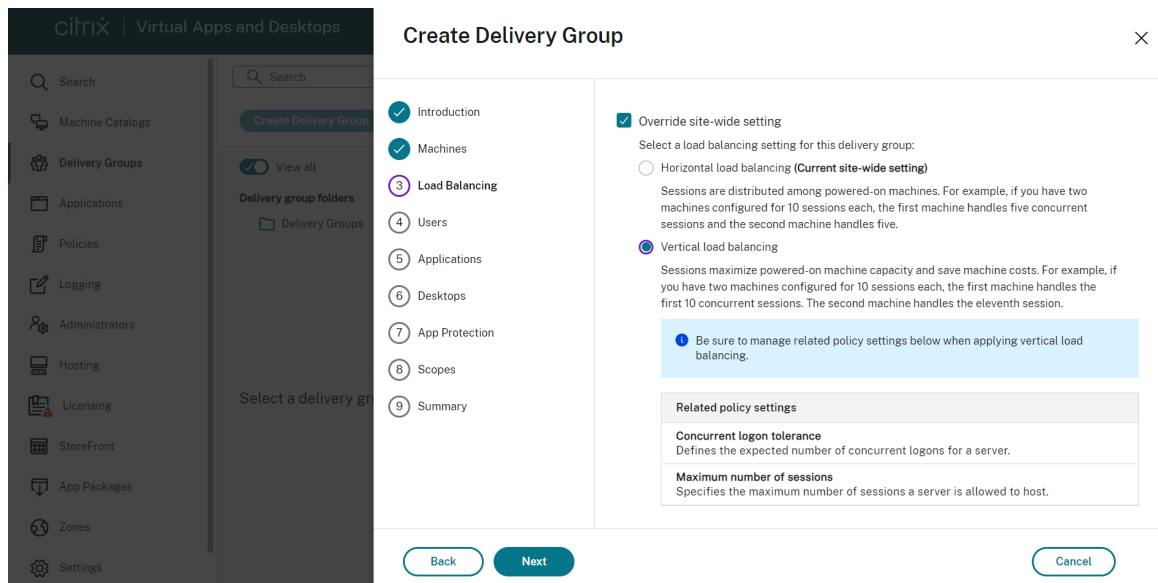 citrix | Virtual Apps and Desktops
Search
Machine Catalogs
Delivery Groups
Applications
Policies
Logging
Administrators
Hosting
Licensing
StoreFront
App Packages
Zones
Settings
Search
Create Delivery Group
View all
Delivery group folders
Delivery Groups
Select a delivery gr
Create Delivery Group
Introduction
Machines
3 Load Balancing
4 Users
5 Applications
6 Desktops
7 App Protection
8 Scopes
9 Summary
Override site-wide setting
Select a load balancing setting for this delivery group:
Horizontal load balancing (Current site-wide setting)
Sessions are distributed among powered-on machines. For example, if you have two
machines configured for 10 sessions each, the first machine handles five concurrent
sessions and the second machine handles five.
Vertical load balancing
Sessions maximize powered-on machine capacity and save machine costs. For example, if
you have two machines configured for 10 sessions each, the first machine handles the
first 10 concurrent sessions. The second machine handles the eleventh session.
Be sure to manage related policy settings below when applying vertical load
balancing.
Related policy settings
Concurrent logon tolerance
Defines the expected number of concurrent logons for a server.
Maximum number of sessions
Specifies the maximum number of sessions a server is allowed to host.
Back
Next
Cancel